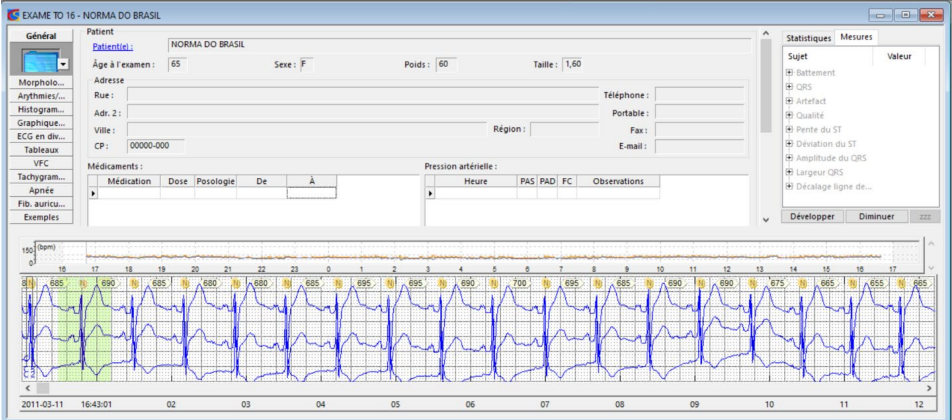 EXAME TO 16 - NORMA DO BRASIL
Général
Morpholo...
Arythmies/...
Histogram...
Graphique...
ECG en div...
Tableaux
VFC
Tachygram...
Apnée
Fib. auricu...
Exemples
Patient
Patient(e) : NORMA DO BRASIL
Âge à l'examen : 65 Sexe : F Poids : 60 Taille : 1,60
Adresse
Rue : Téléphone :
Adr. 2 : Portable :
Ville : Région : Fax :
CP : 00000-000 E-mail :
Médicaments :
Médication Dose Posologie De À
Pression artérielle :
Heure PAS PAD FC Observations
Statistiques Mesures
Sujet Valeur
Battement
QRS
Artefact
Qualité
Pente du ST
Déviation du ST
Amplitude du QRS
Largeur QRS
Décalage ligne de...
Développer Diminuer zzz
150 (bpm)
0
16 17 18 19 20 21 22 23 0 1 2 3 4 5 6 7 8 9 10 11 12 13 14 15 16 17
N 685 N 690 N 685 N 680 N 680 N 685 N 695 N 695 N 690 N 700 N 695 N 685 N 690 N 690 N 675 N 665 N 655 N 665
2011-03-11 16:43:01 02 03 04 05 06 07 08 09 10 11 12